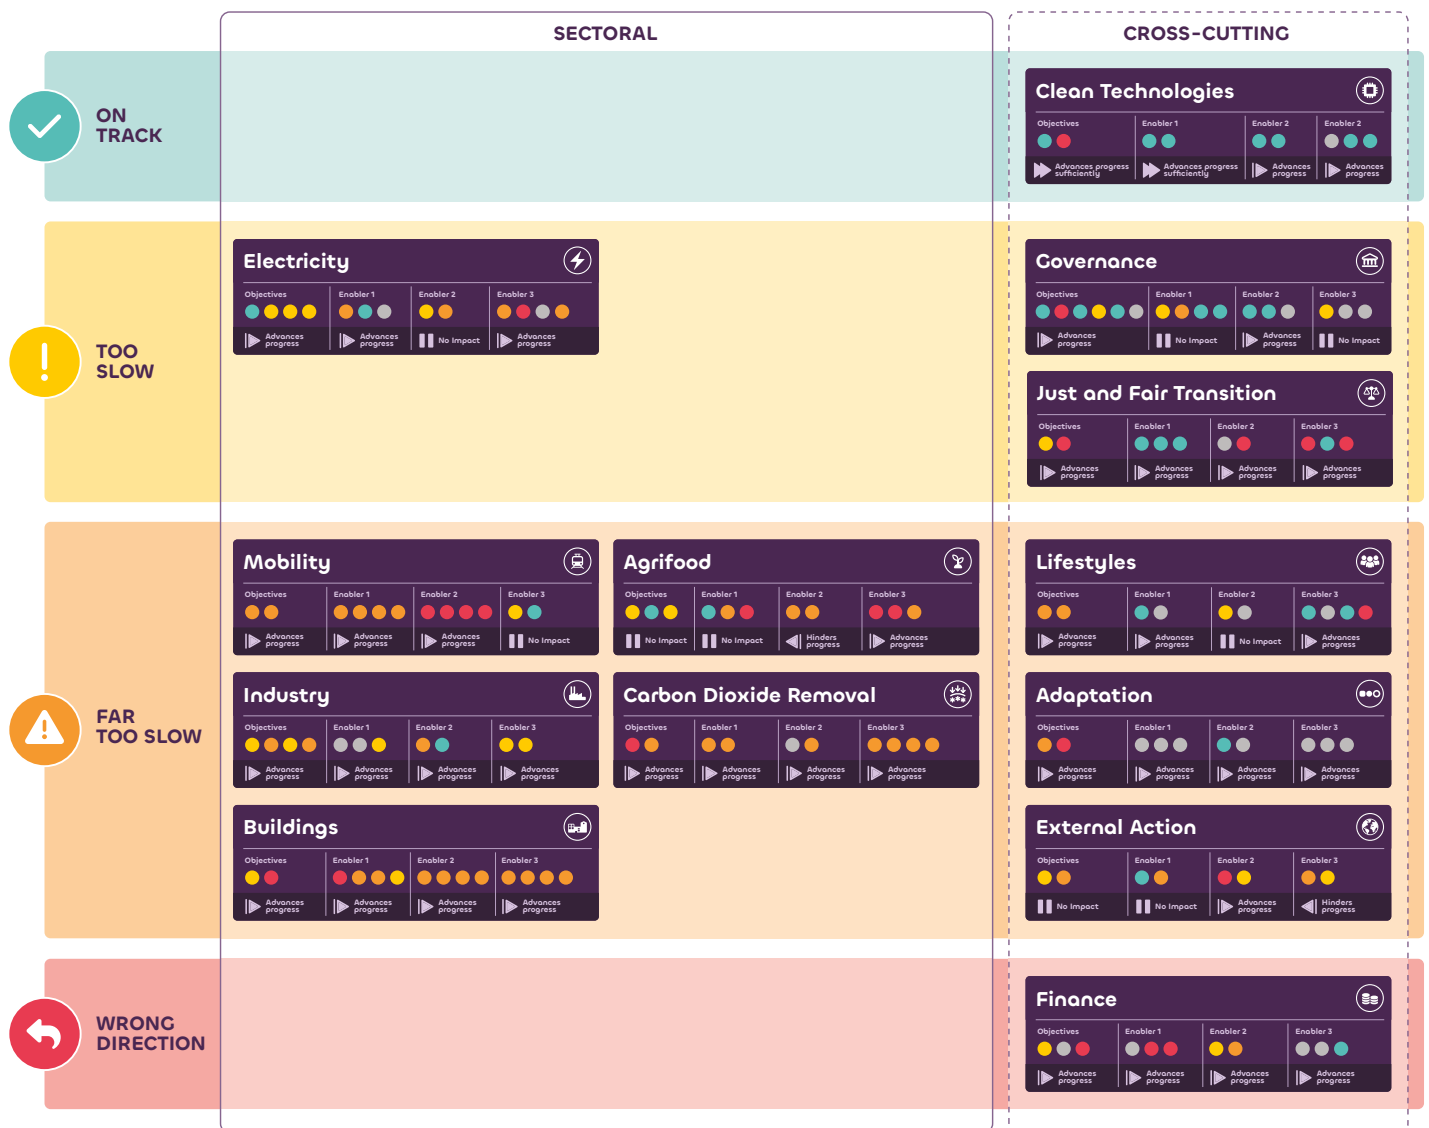 SECTORAL
CROSS-CUTTING
ON
TRACK
Clean Technologies
Objectives Enabler 1 Enabler 2 Enabler 2
Advances progress sufficiently Advances progress sufficiently Advances progress Advances progress
TOO
SLOW
Electricity
Objectives Enabler 1 Enabler 2 Enabler 3
Advances progress Advances progress No Impact Advances progress
Governance
Objectives Enabler 1 Enabler 2 Enabler 3
Advances progress No Impact Advances progress No Impact
Just and Fair Transition
Objectives Enabler 1 Enabler 2 Enabler 3
Advances progress Advances progress Advances progress Advances progress
FAR
TOO SLOW
Mobility
Objectives Enabler 1 Enabler 2 Enabler 3
Advances progress Advances progress Advances progress No Impact
Agrifood
Objectives Enabler 1 Enabler 2 Enabler 3
No Impact No Impact Hinders progress Advances progress
Lifestyles
Objectives Enabler 1 Enabler 2 Enabler 3
Advances progress Advances progress No Impact Advances progress
Industry
Objectives Enabler 1 Enabler 2 Enabler 3
Advances progress Advances progress Advances progress Advances progress
Carbon Dioxide Removal
Objectives Enabler 1 Enabler 2 Enabler 3
Advances progress Advances progress Advances progress Advances progress
Adaptation
Objectives Enabler 1 Enabler 2 Enabler 3
Advances progress Advances progress Advances progress Advances progress
Buildings
Objectives Enabler 1 Enabler 2 Enabler 3
Advances progress Advances progress Advances progress Advances progress
External Action
Objectives Enabler 1 Enabler 2 Enabler 3
No Impact No Impact Advances progress Hinders progress
WRONG
DIRECTION
Finance
Objectives Enabler 1 Enabler 2 Enabler 3
Advances progress Advances progress Advances progress Advances progress